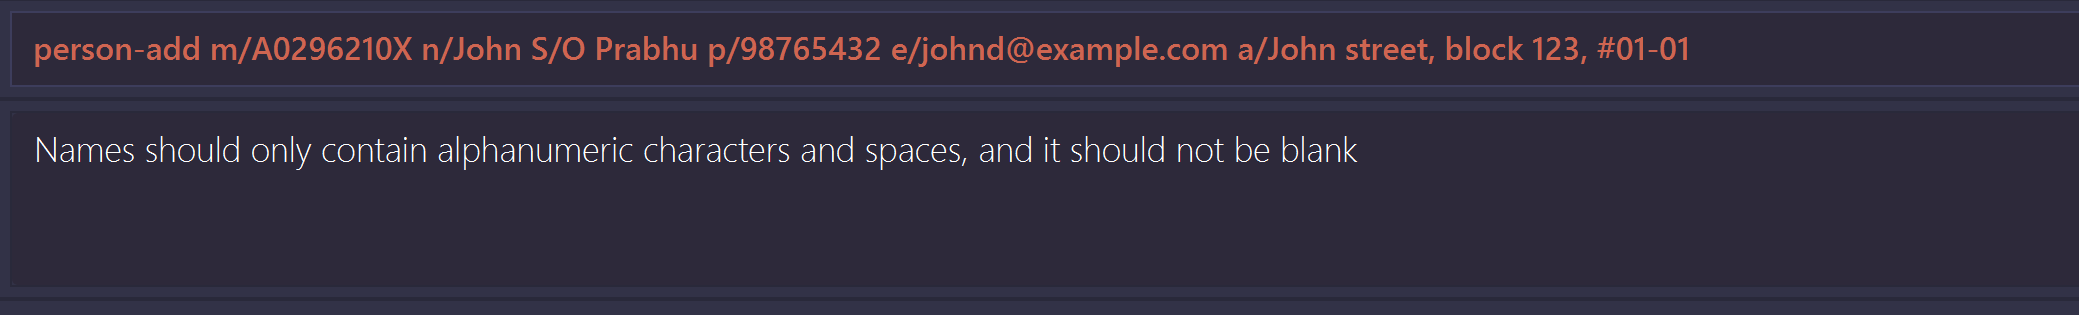 person-add m/A0296210X n/John S/O Prabhu p/98765432 e/johnd@example.com a/John street, block 123, #01-01
Names should only contain alphanumeric characters and spaces, and it should not be blank